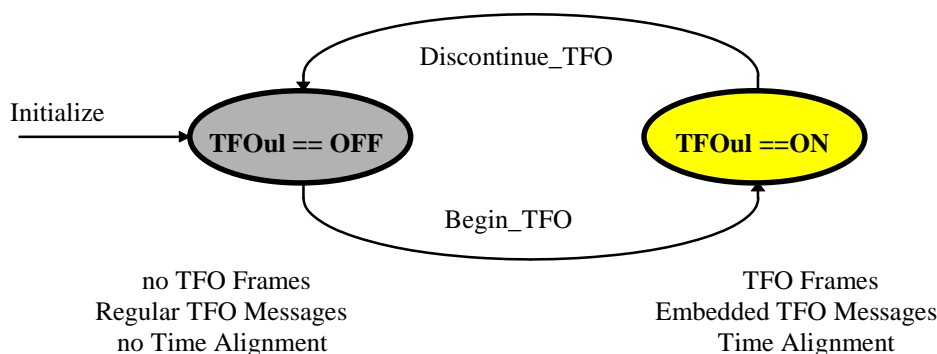 Discontinue_TFO
Initialize
TFOul == OFF
TFOul ==ON
Begin_TFO
no TFO Frames
Regular TFO Messages
no Time Alignment
TFO Frames
Embedded TFO Messages
Time Alignment